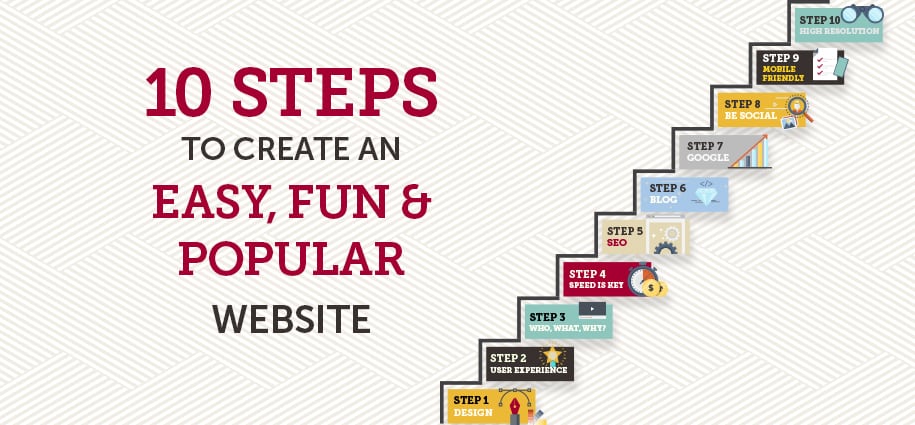 10 STEPS
TO CREATE AN
EASY, FUN &
POPULAR
WEBSITE
STEP 10
HIGH RESOLUTION
STEP 9
MOBILE
FRIENDLY
STEP 8
BE SOCIAL
STEP 7
GOOGLE
STEP 6
</>
BLOG
STEP 5
SEO
STEP 4
SPEED IS KEY
$
STEP 3
WHO, WHAT, WHY?
STEP 2
USER EXPERIENCE
STEP 1
DESIGN